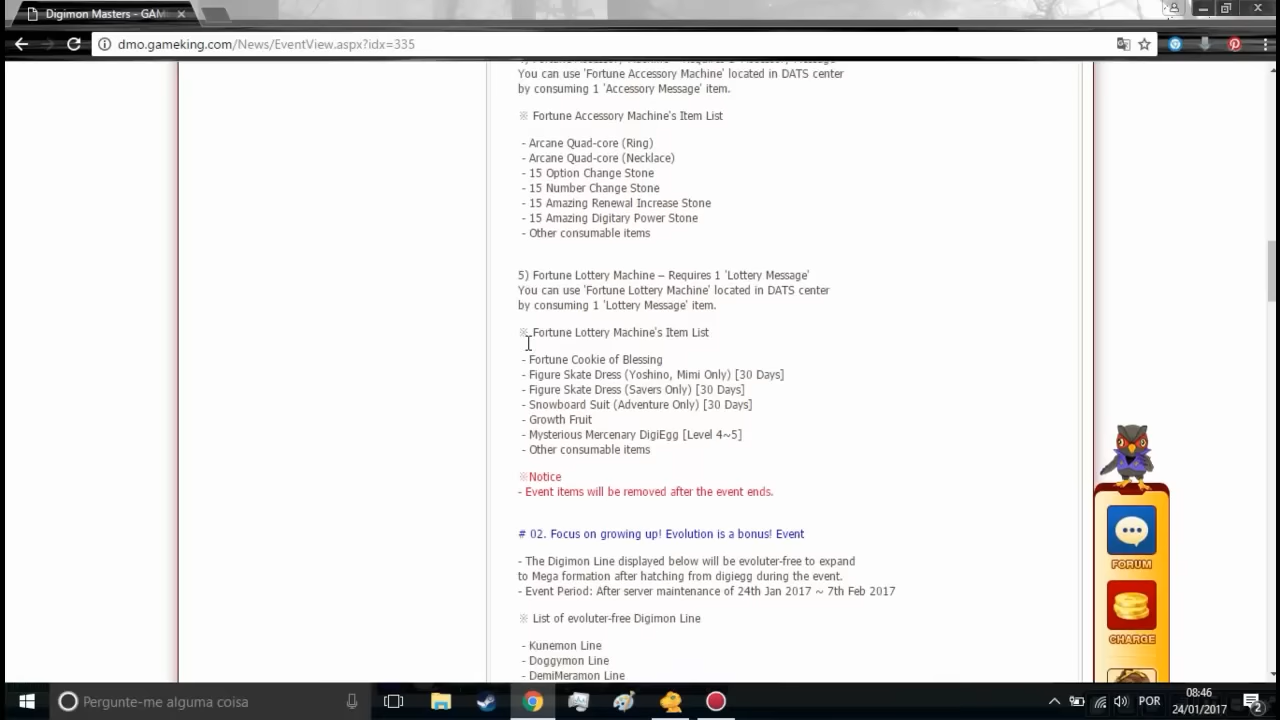 Digimon Masters - GAM
dmo.gameking.com/News/EventView.aspx?idx=335
You can use 'Fortune Accessory Machine' located in DATS center
by consuming 1 'Accessory Message' item.
※ Fortune Accessory Machine's Item List
- Arcane Quad-core (Ring)
- Arcane Quad-core (Necklace)
- 15 Option Change Stone
- 15 Number Change Stone
- 15 Amazing Renewal Increase Stone
- 15 Amazing Digitary Power Stone
- Other consumable items
5) Fortune Lottery Machine – Requires 1 'Lottery Message'
You can use 'Fortune Lottery Machine' located in DATS center
by consuming 1 'Lottery Message' item.
※ Fortune Lottery Machine's Item List
- Fortune Cookie of Blessing
- Figure Skate Dress (Yoshino, Mimi Only) [30 Days]
- Figure Skate Dress (Savers Only) [30 Days]
- Snowboard Suit (Adventure Only) [30 Days]
- Growth Fruit
- Mysterious Mercenary DigiEgg [Level 4~5]
- Other consumable items
※Notice
- Event items will be removed after the event ends.
# 02. Focus on growing up! Evolution is a bonus! Event
- The Digimon Line displayed below will be evoluter-free to expand
to Mega formation after hatching from digiegg during the event.
- Event Period: After server maintenance of 24th Jan 2017 ~ 7th Feb 2017
※ List of evoluter-free Digimon Line
- Kunemon Line
- Doggymon Line
- DemiMeramon Line
FORUM
CHARGE
Pergunte-me alguma coisa
POR
08:46
24/01/2017
2